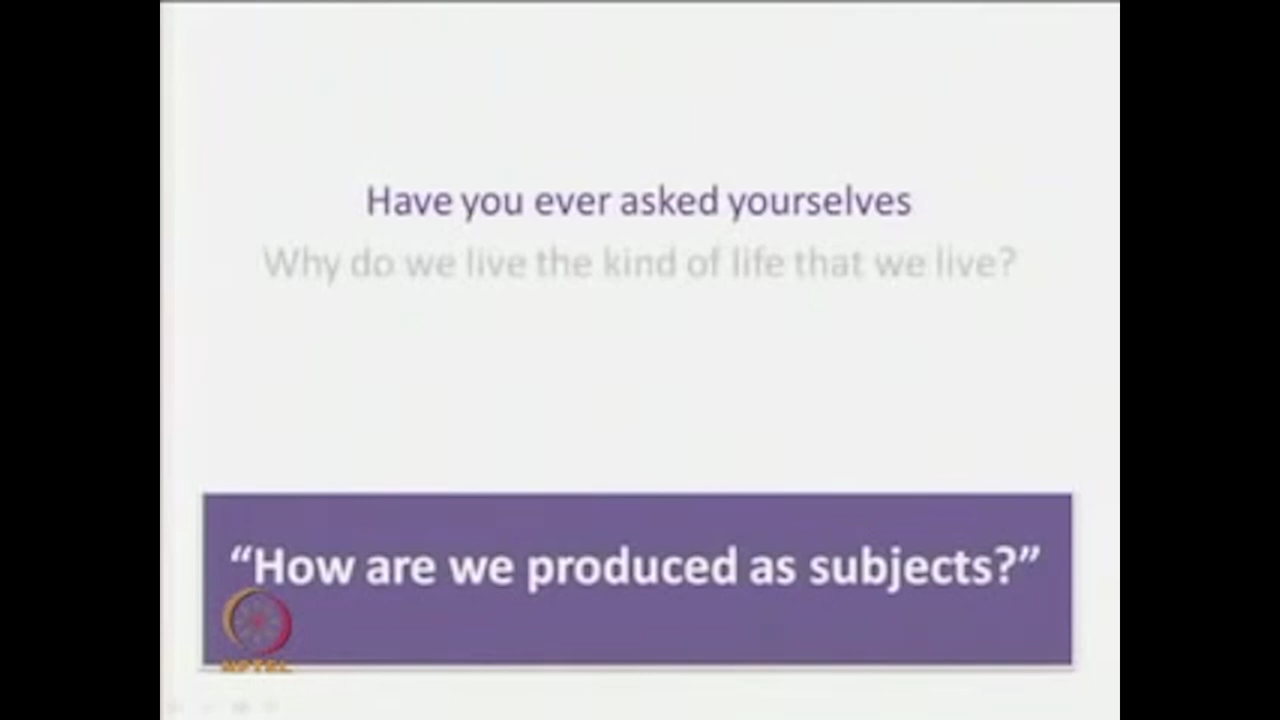 Have you ever asked yourselves
Why do we live the kind of life that we live?
“How are we produced as subjects?”
NPTEL